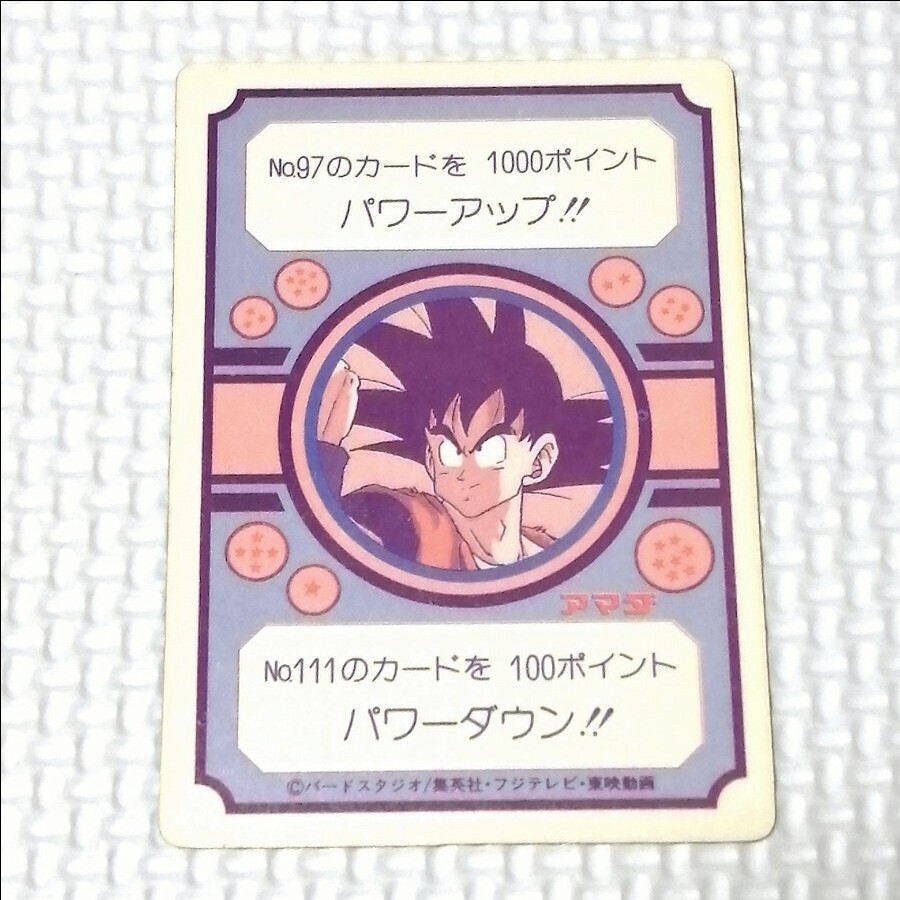 No.97のカードを 1000ポイント
パワーアップ!!
アマダ
No.111のカードを 100ポイント
パワーダウン!!
©バードスタジオ/集英社・フジテレビ・東映動画